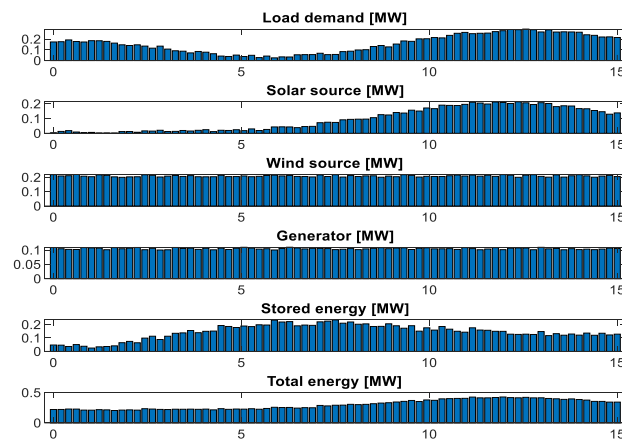 Load demand [MW]
0.2
0.1
0
0 5 10 15
Solar source [MW]
0.2
0.1
0
0 5 10 15
Wind source [MW]
0.2
0.1
0
0 5 10 15
Generator [MW]
0.1
0.05
0
0 5 10 15
Stored energy [MW]
0.2
0.1
0
0 5 10 15
Total energy [MW]
0.5
0
0 5 10 15